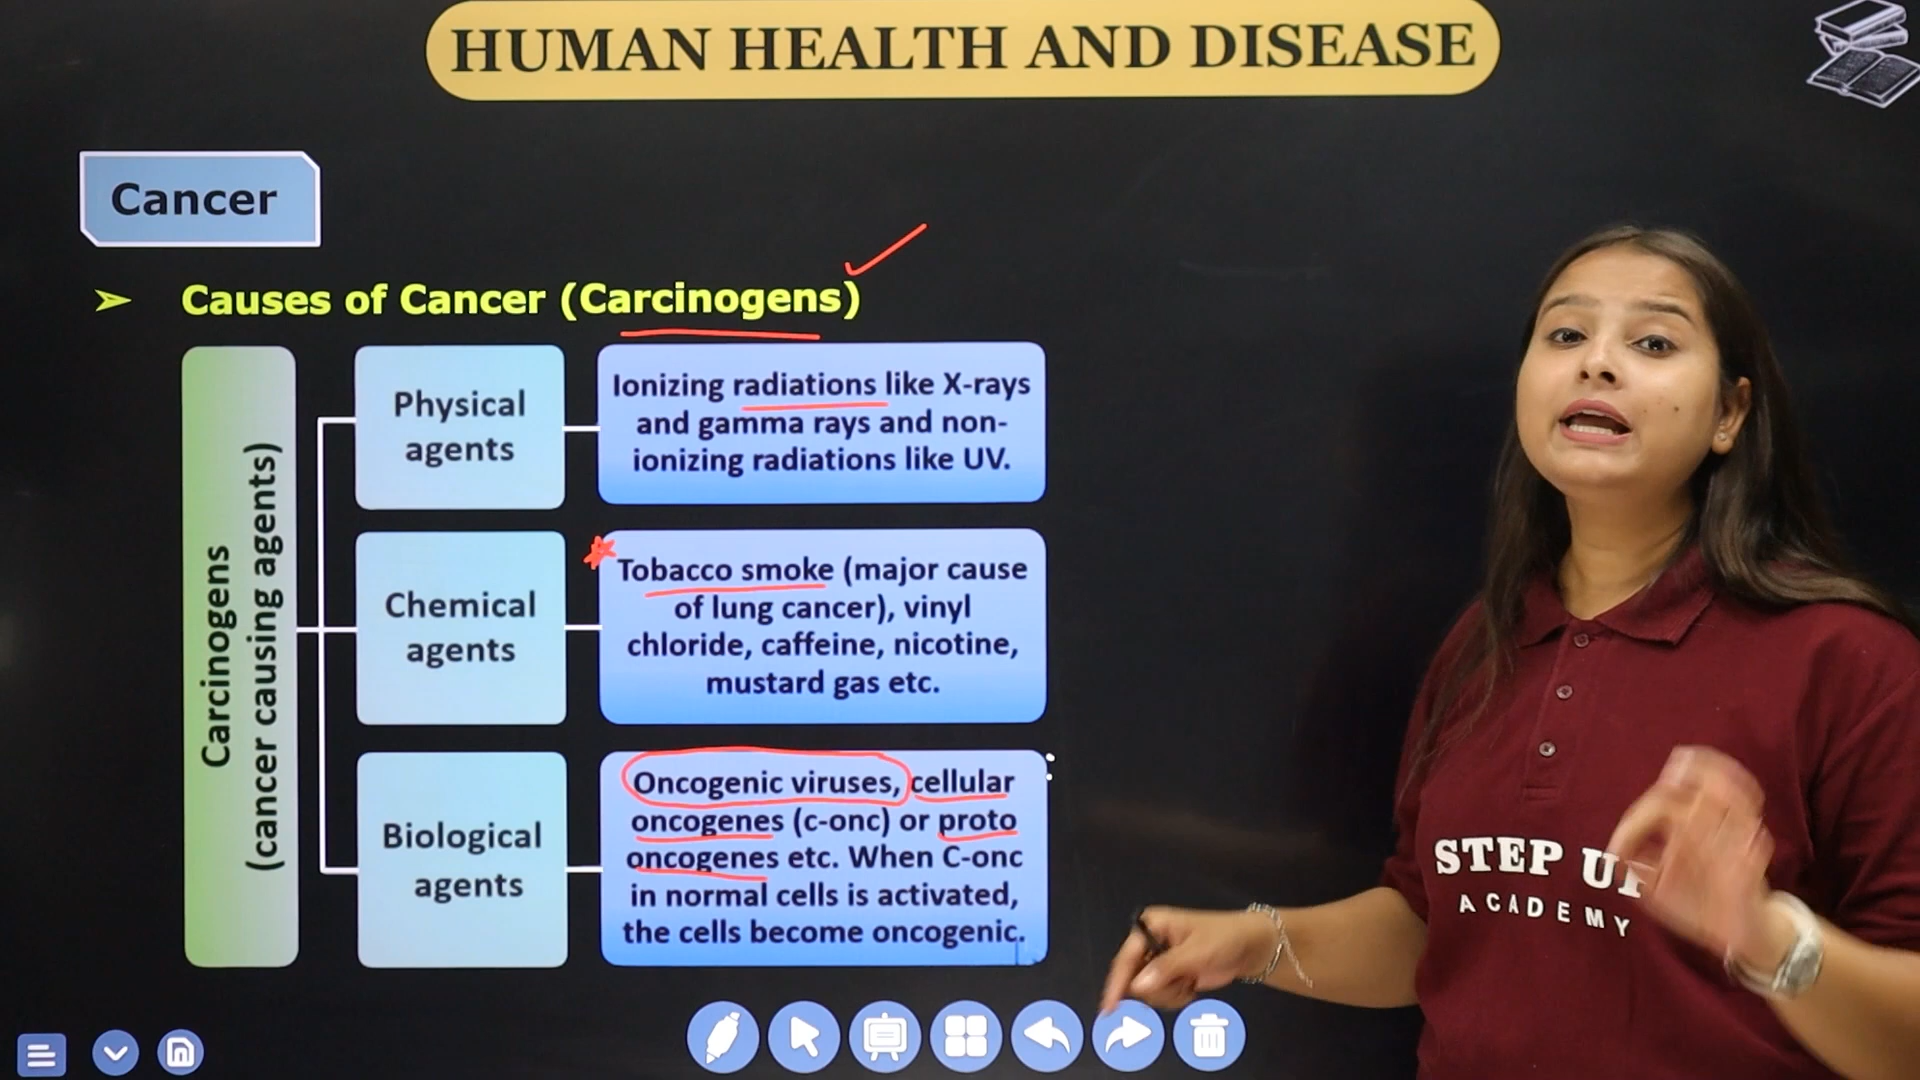 HUMAN HEALTH AND DISEASE
Cancer
➢ Causes of Cancer (Carcinogens)
Carcinogens
(cancer causing agents)
Physical
agents
Ionizing radiations like X-rays
and gamma rays and non-
ionizing radiations like UV.
Chemical
agents
Tobacco smoke (major cause
of lung cancer), vinyl
chloride, caffeine, nicotine,
mustard gas etc.
Biological
agents
Oncogenic viruses, cellular
oncogenes (c-onc) or proto
oncogenes etc. When C-onc
in normal cells is activated,
the cells become oncogenic.
STEP UP
ACADEMY